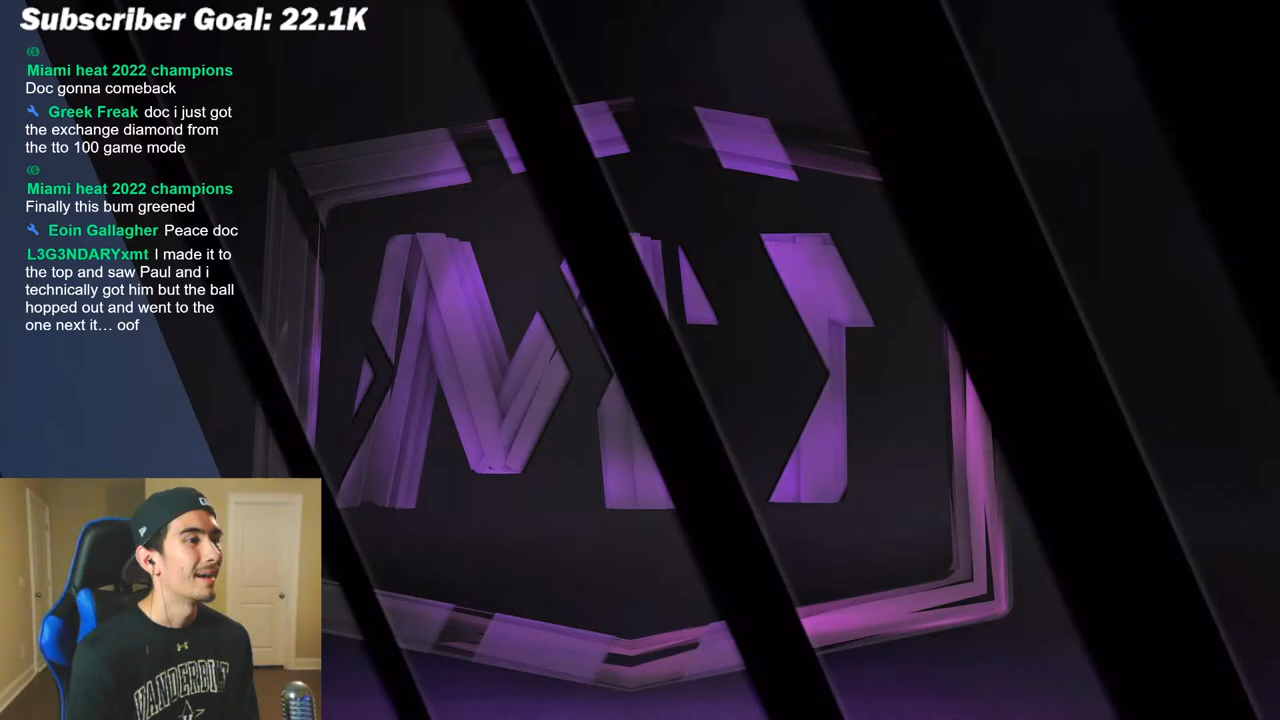 Subscriber Goal: 22.1K
Miami heat 2022 champions
Doc gonna comeback
Greek Freak doc i just got
the exchange diamond from
the tto 100 game mode
Miami heat 2022 champions
Finally this bum greened
Eoin Gallagher Peace doc
L3G3NDARYxmt I made it to
the top and saw Paul and i
technically got him but the ball
hopped out and went to the
one next it… oof
MT
VANDERBILT